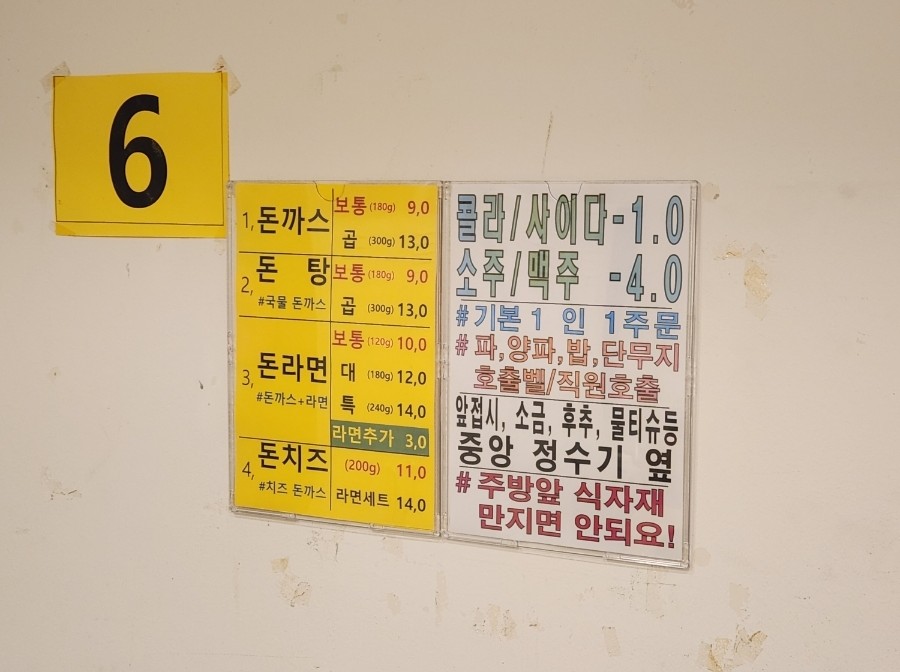 6
1, 돈까스
보통 (180g) 9,0
곱 (300g) 13,0
2, 돈 탕
#국물 돈까스
보통 (180g) 9,0
곱 (300g) 13,0
3, 돈라면
#돈까스+라면
보통 (120g) 10,0
대 (180g) 12,0
특 (240g) 14,0
라면추가 3,0
4, 돈치즈
#치즈 돈까스
(200g) 11,0
라면세트 14,0
콜라/사이다-1.0
소주/맥주 -4.0
#기본1 인 1주문
#파,양파,밥,단무지
호출벨/직원호출
앞접시, 소금, 후추, 물티슈등
중앙 정수기 옆
# 주방앞 식자재
만지면 안되요!